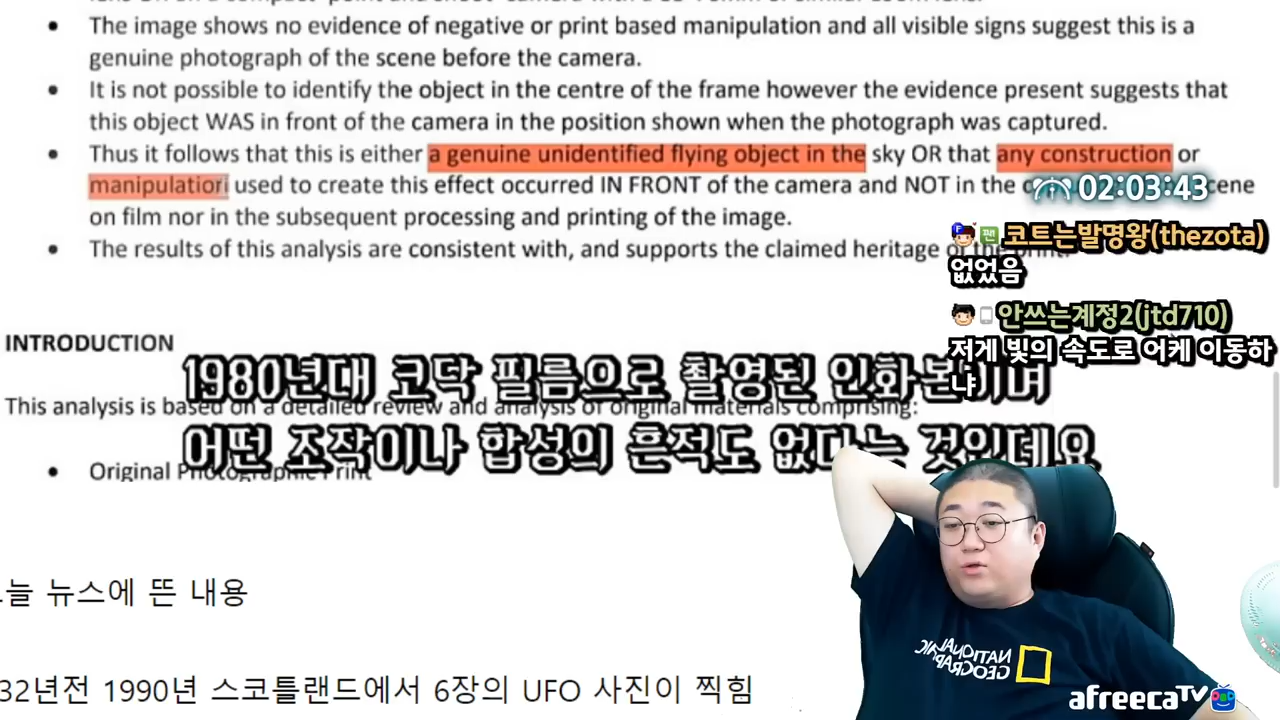 The image shows no evidence of negative or print based manipulation and all visible signs suggest this is a
genuine photograph of the scene before the camera.
It is not possible to identify the object in the centre of the frame however the evidence present suggests that
this object WAS in front of the camera in the position shown when the photograph was captured.
Thus it follows that this is either a genuine unidentified flying object in the sky OR that any construction or
manipulation used to create this effect occurred IN FRONT of the camera and NOT in the
on film nor in the subsequent processing and printing of the image.
The results of this analysis are consistent with, and supports the claimed heritage
02:03:43
코트는발명왕(thezota)
없었음
안쓰는계정2(jtd710)
저게 빛의 속도로 어케 이동하
냐
INTRODUCTION
1980년대 코닥 필름으로 촬영된 인화본이며
This analysis is based on a detailed review and analysis of original materials comprising:
어떤 조작이나 합성의 흔적도 없다는 것인데요
Original Photographic Print
뉴스에 뜬 내용
32년전 1990년 스코틀랜드에서 6장의 UFO 사진이 찍힘
NATIONAL
GEOGRAPHIC
afreecaTV